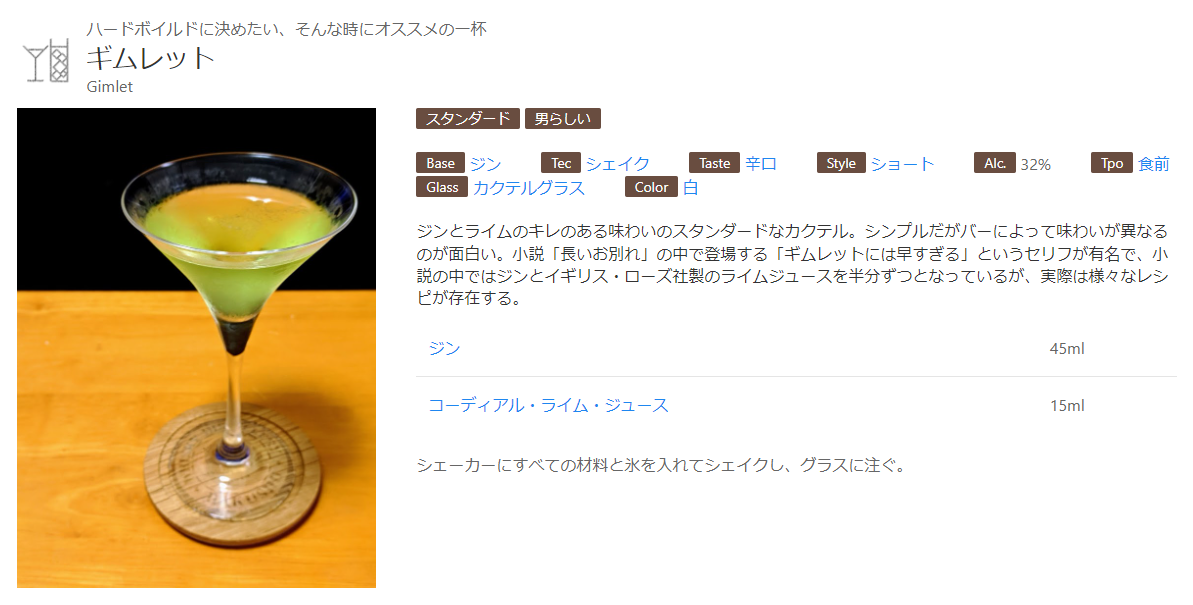 ハードボイルドに決めたい、そんな時にオススメの一杯
ギムレット
Gimlet
スタンダード 男らしい
Base ジン Tec シェイク Taste 辛口 Style ショート Alc. 32% Tpo 食前
Glass カクテルグラス Color 白
ジンとライムのキレのある味わいのスタンダードなカクテル。シンプルだがバーによって味わいが異なる
のが面白い。小説「長いお別れ」の中で登場する「ギムレットには早すぎる」というセリフが有名で、小
説の中ではジンとイギリス・ローズ社製のライムジュースを半分ずつとなっているが、実際は様々なレシ
ピが存在する。
ジン 45ml
コーディアル・ライム・ジュース 15ml
シェーカーにすべての材料と氷を入れてシェイクし、グラスに注ぐ。